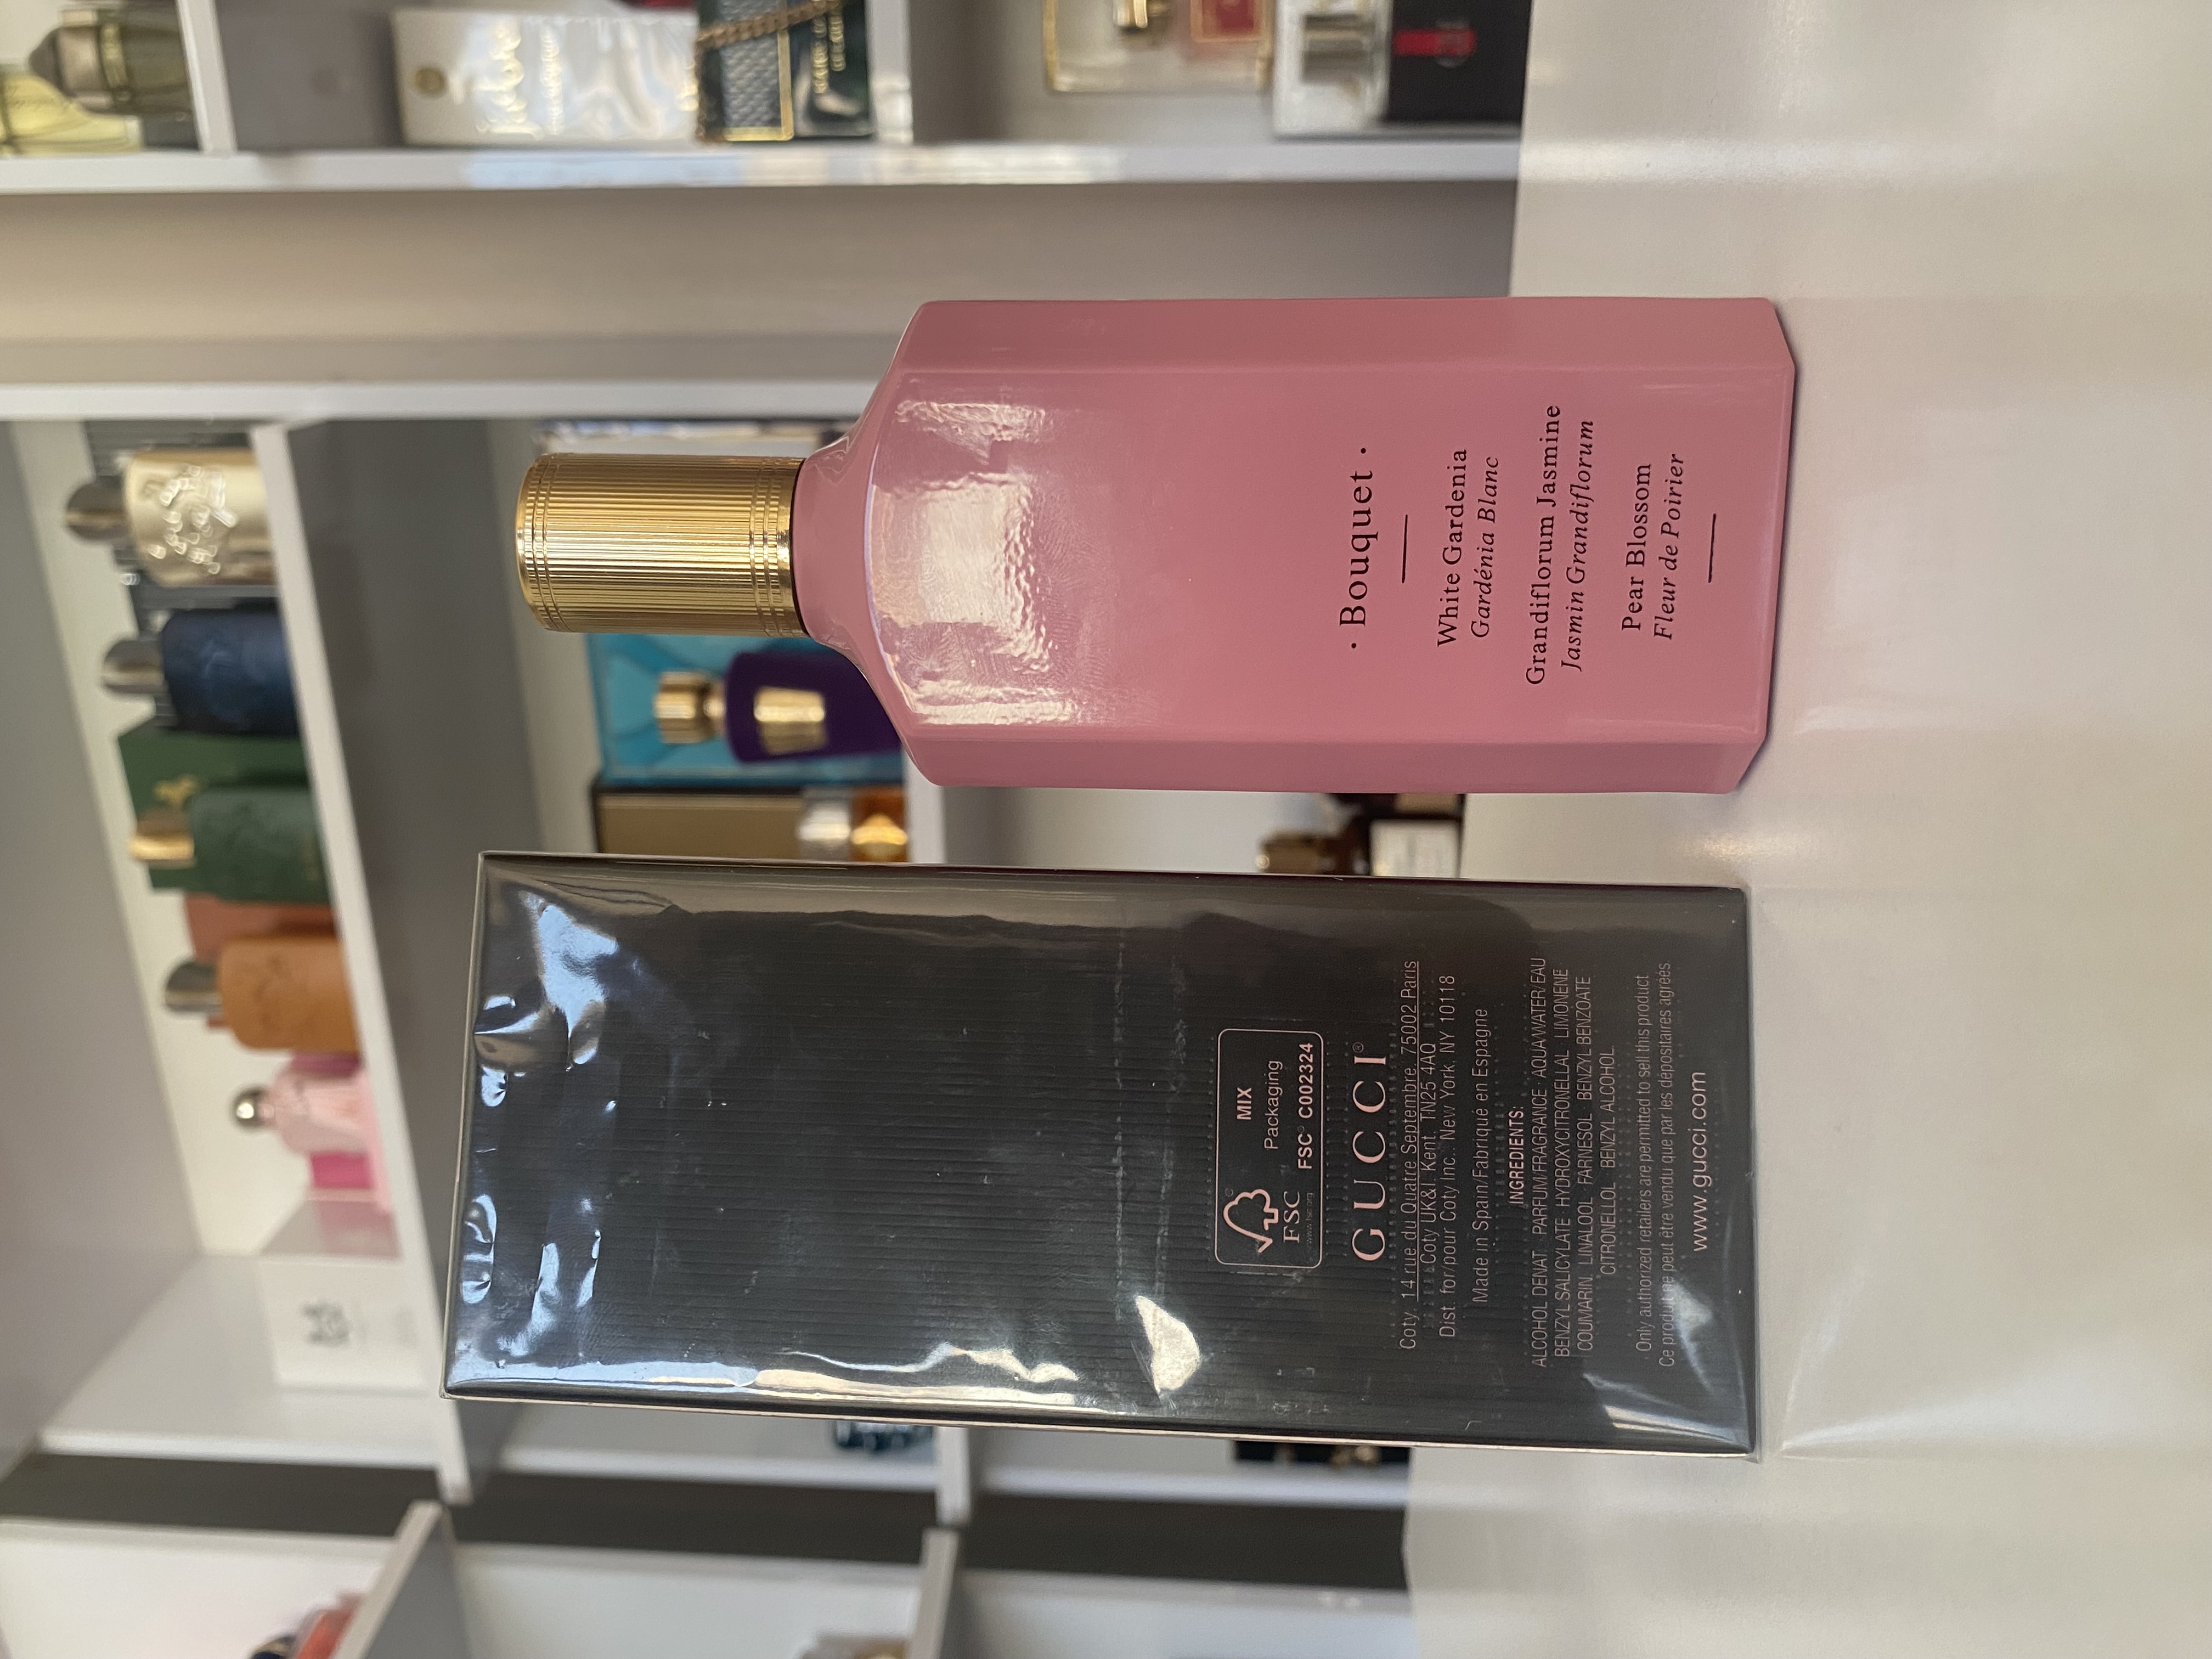 MIX
Packaging
FSC
www.fsc.org
FSC® C002324
GUCCI®
Coty. 14 rue du Quatre Septembre. 75002 Paris
Coty UK&I. Kent. TN25 4AQ
Dist. for/pour Coty Inc.. New York. NY 10118
Made in Spain/Fabriqué en Espagne
INGREDIENTS:
ALCOHOL DENAT. PARFUM/FRAGRANCE. AQUA/WATER/EAU
BENZYL SALICYLATE HYDROXYCITRONELLAL LIMONENE
COUMARIN LINALOOL FARNESOL BENZYL BENZOATE
CITRONELLOL BENZYL ALCOHOL
Only authorized retailers are permitted to sell this product
Ce produit ne peut être vendu que par les dépositaires agréés
www.gucci.com
· Bouquet ·
White Gardenia
Gardénia Blanc
Grandiflorum Jasmine
Jasmin Grandiflorum
Pear Blossom
Fleur de Poirier